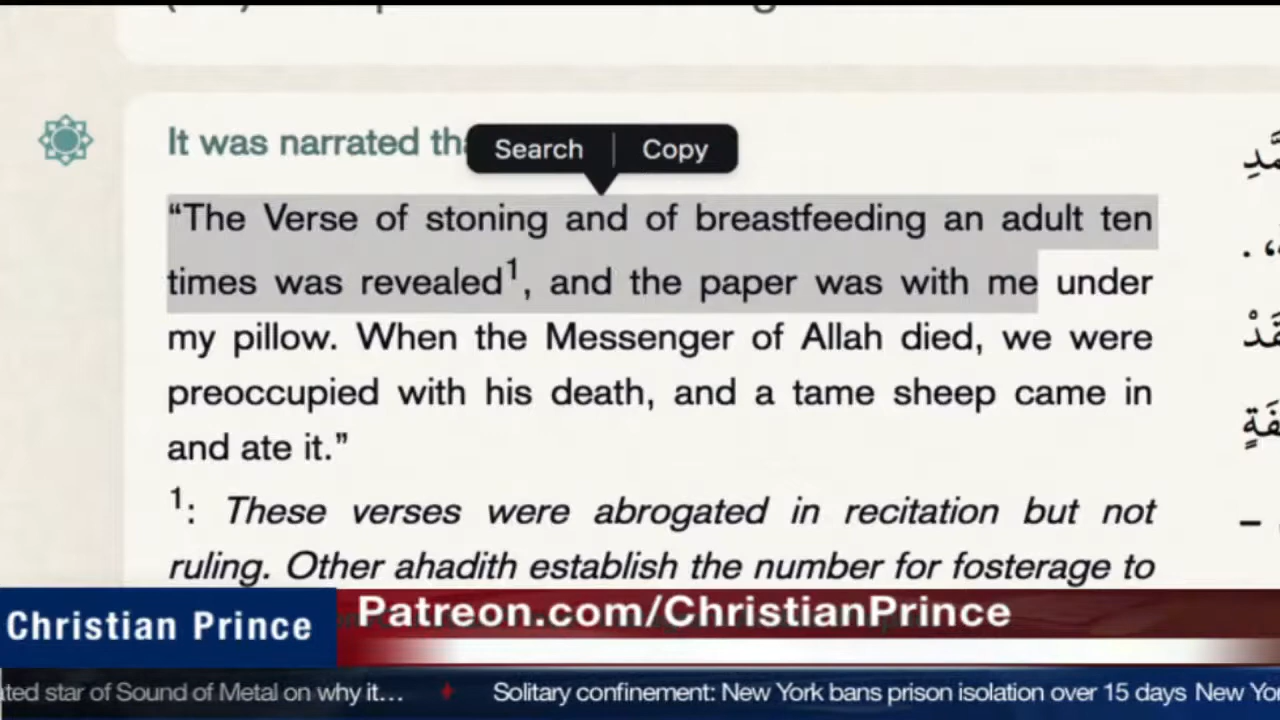 It was narrated tha
Search
Copy
“The Verse of stoning and of breastfeeding an adult ten
times was revealed1, and the paper was with me under
my pillow. When the Messenger of Allah died, we were
preoccupied with his death, and a tame sheep came in
and ate it.”
1: These verses were abrogated in recitation but not
ruling. Other ahadith establish the number for fosterage to
Christian Prince
Patreon.com/ChristianPrince
ated star of Sound of Metal on why it… Solitary confinement: New York bans prison isolation over 15 days New Yo